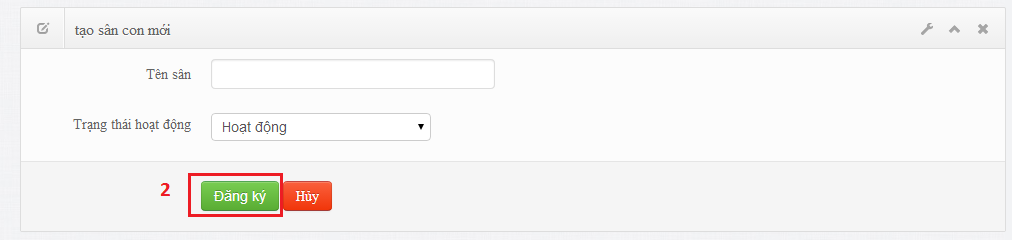 tạo sân con mới
Tên sân
Trạng thái hoạt động Hoạt động
2 Đăng ký Hủy